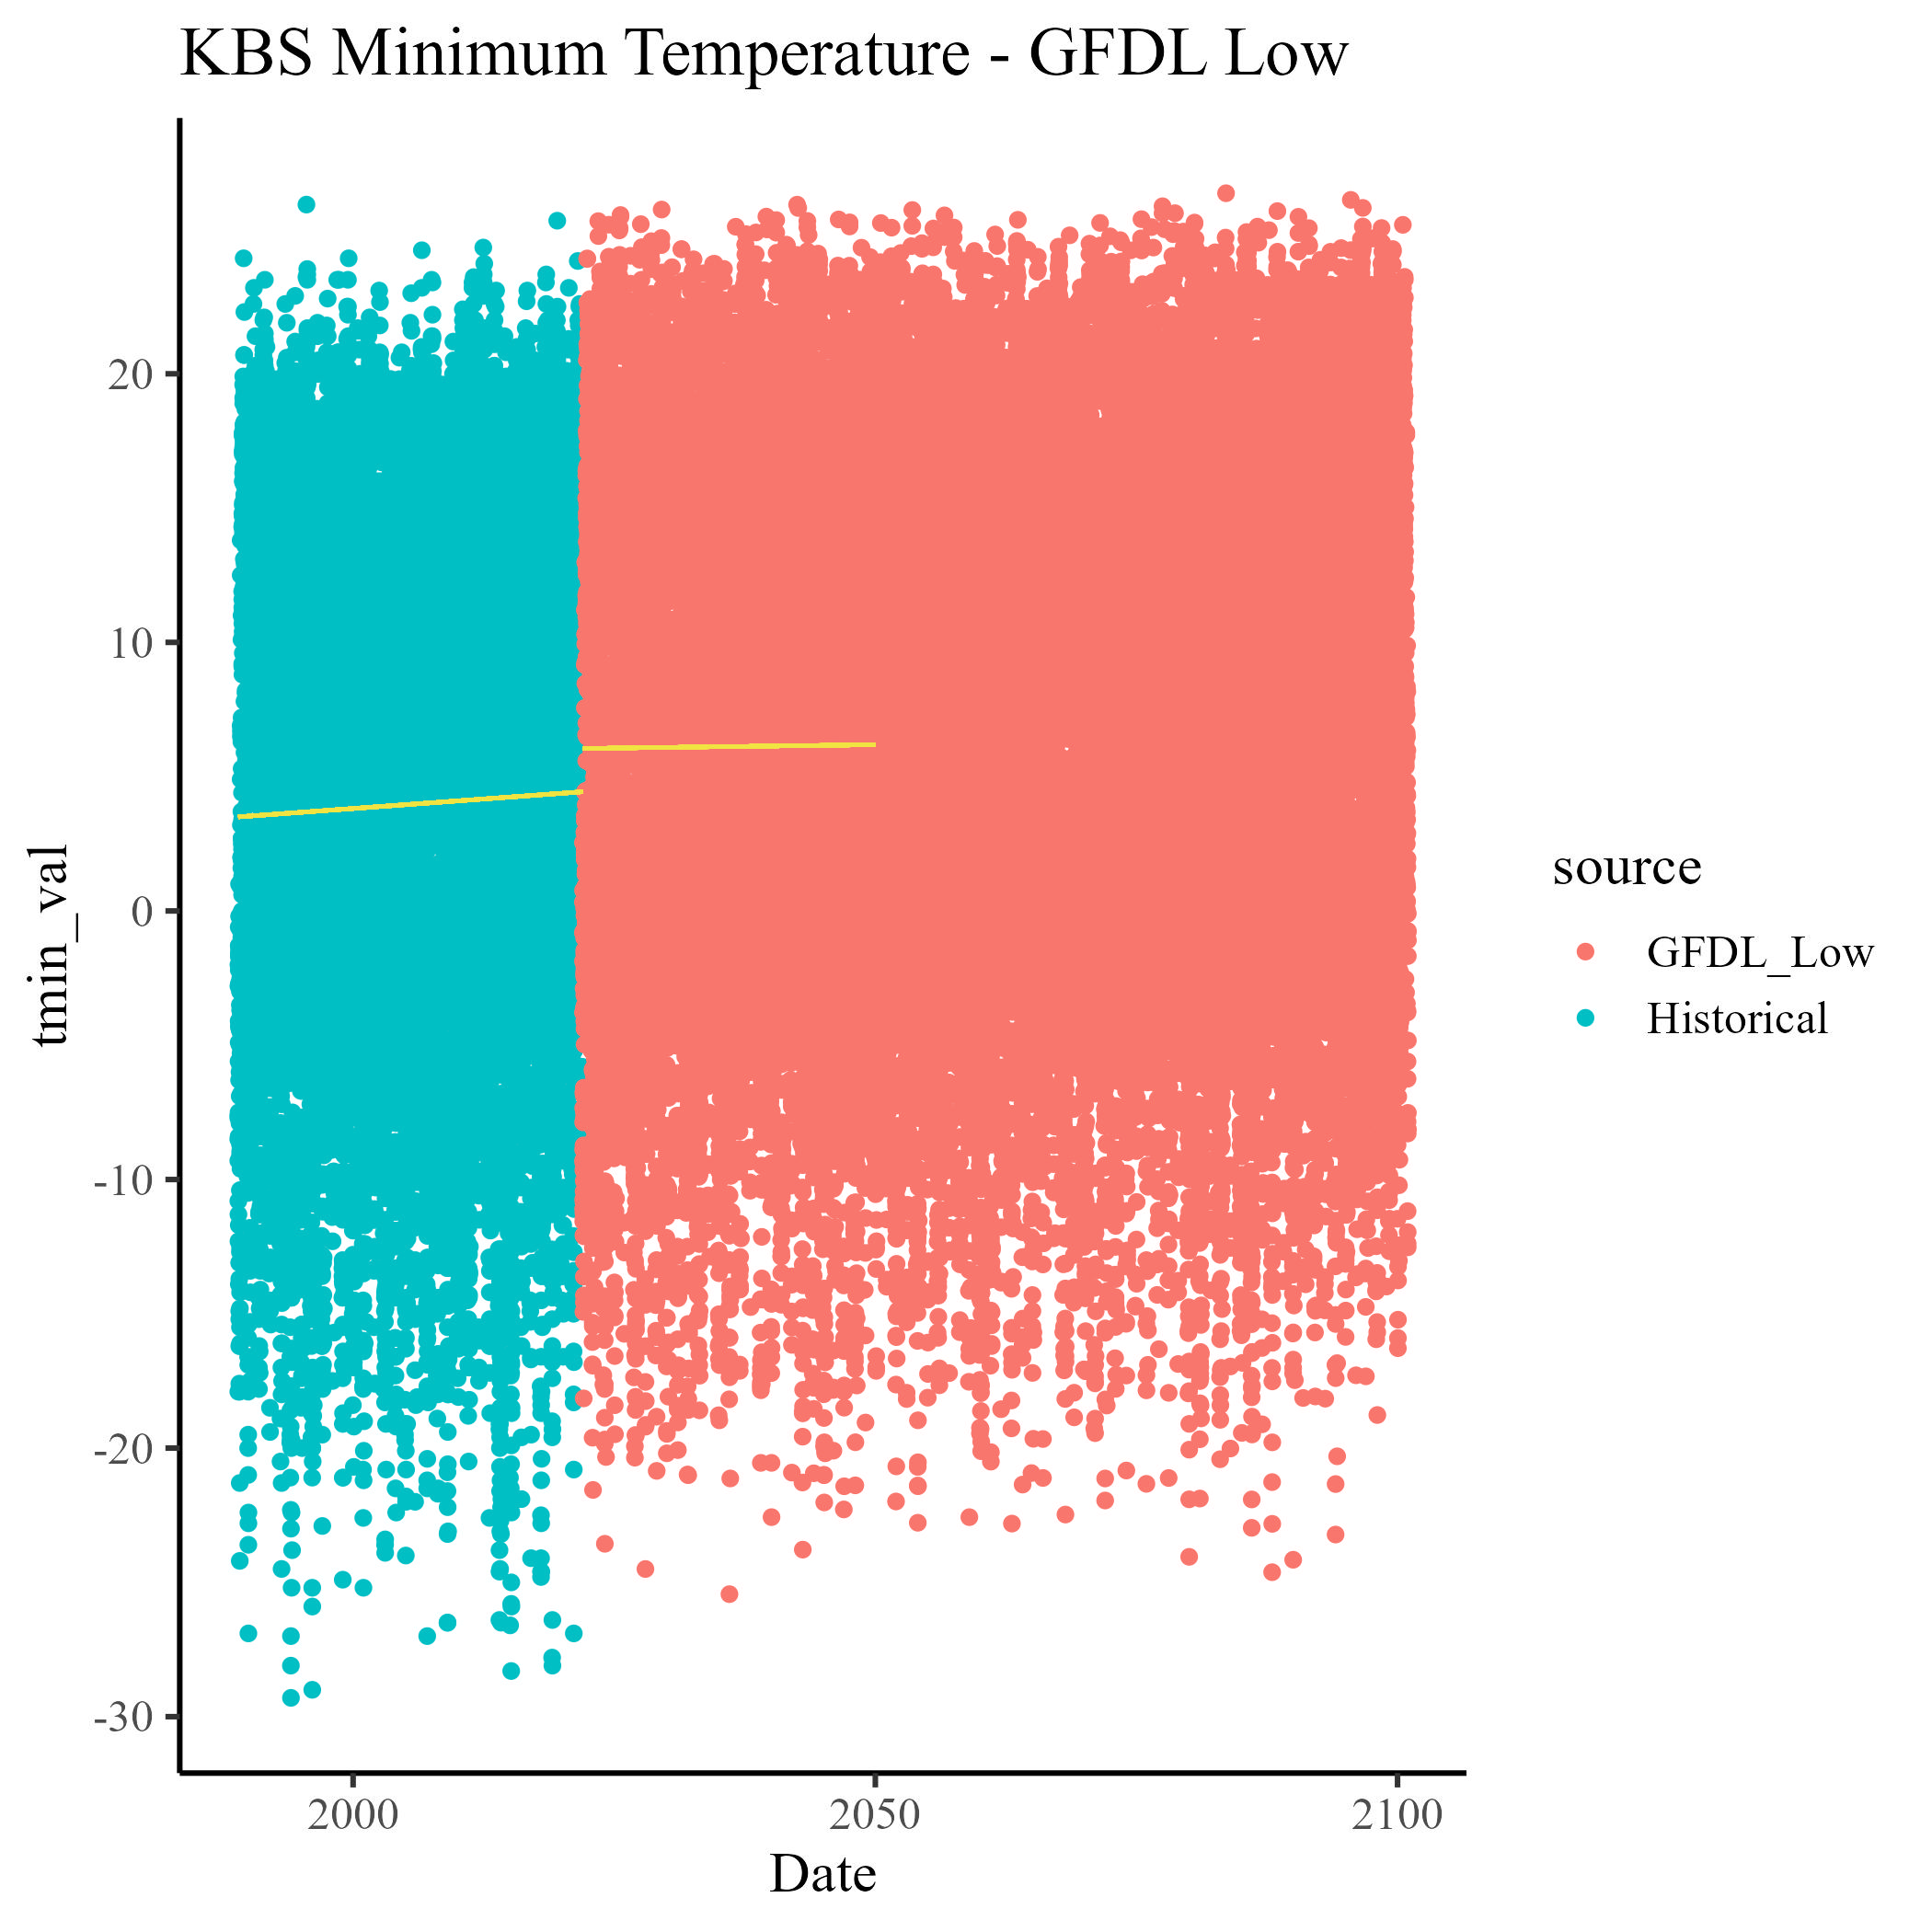 KBS Minimum Temperature - GFDL Low
tmin_val
20
10
0
-10
-20
-30
2000
2050
2100
Date
source
GFDL_Low
Historical